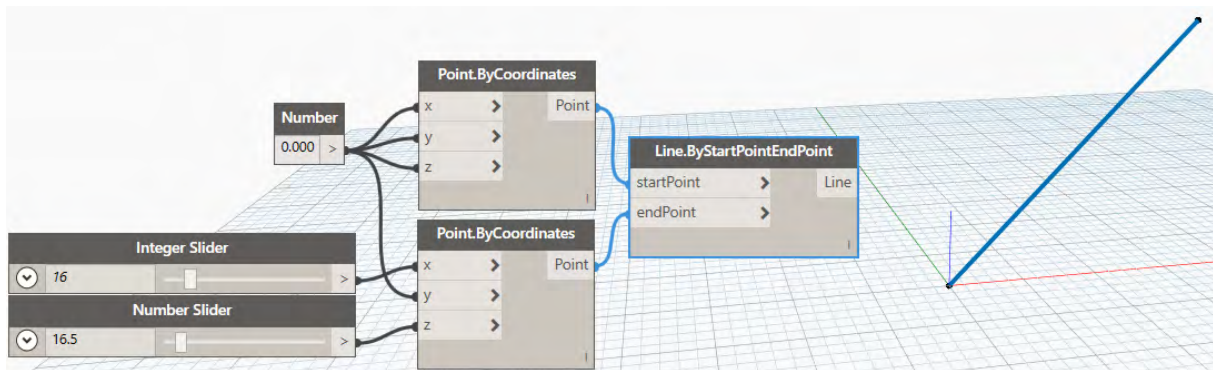 Number
0.000 >
Point.ByCoordinates
x > Point
y >
z >
Line.ByStartPointEndPoint
startPoint > Line
endPoint >
Integer Slider
16 >
Number Slider
16.5 >
Point.ByCoordinates
x > Point
y >
z >